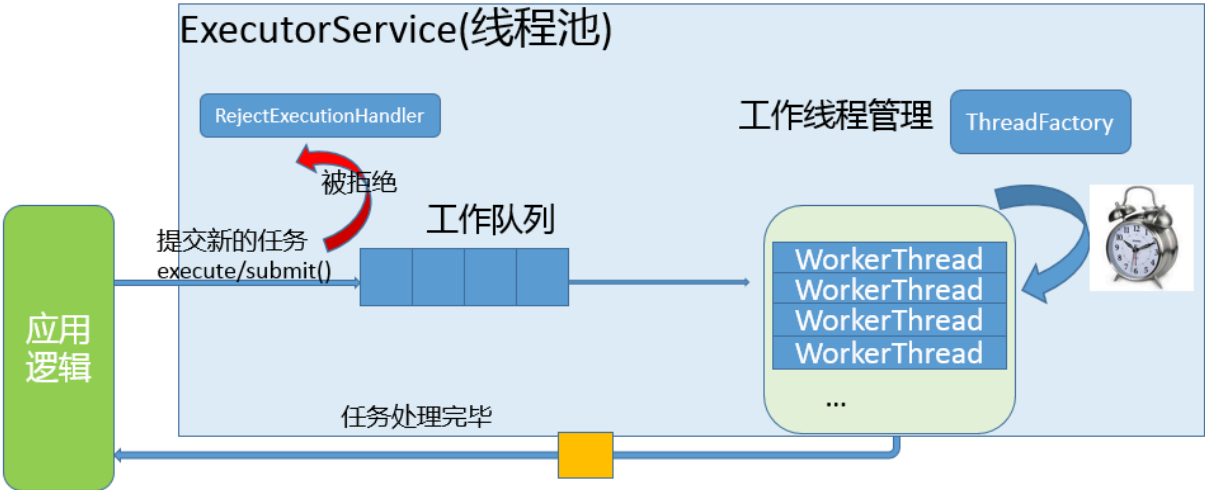 ExecutorService(线程池)
RejectExecutionHandler
工作线程管理
ThreadFactory
被拒绝
工作队列
提交新的任务
execute/submit()
WorkerThread
WorkerThread
WorkerThread
WorkerThread
...
应用
逻辑
任务处理完毕